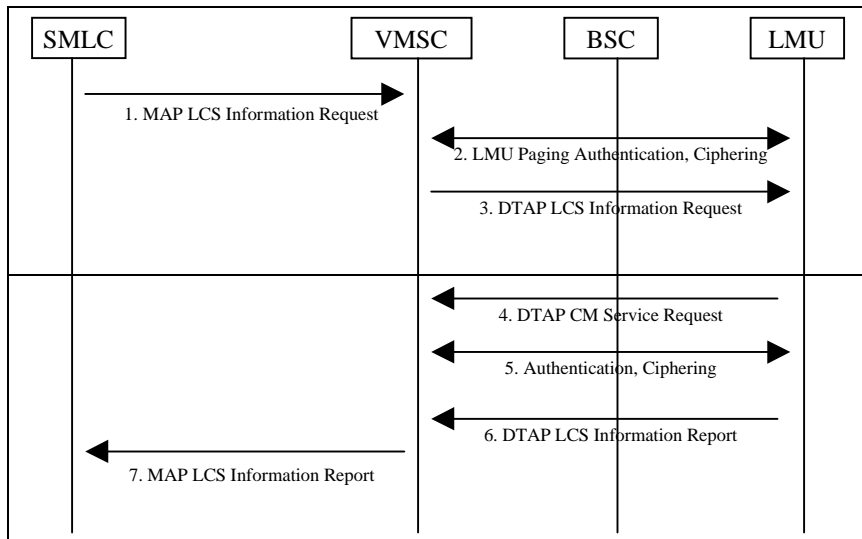 SMLC
VMSC
BSC
LMU
1. MAP LCS Information Request
2. LMU Paging Authentication, Ciphering
3. DTAP LCS Information Request
4. DTAP CM Service Request
5. Authentication, Ciphering
6. DTAP LCS Information Report
7. MAP LCS Information Report